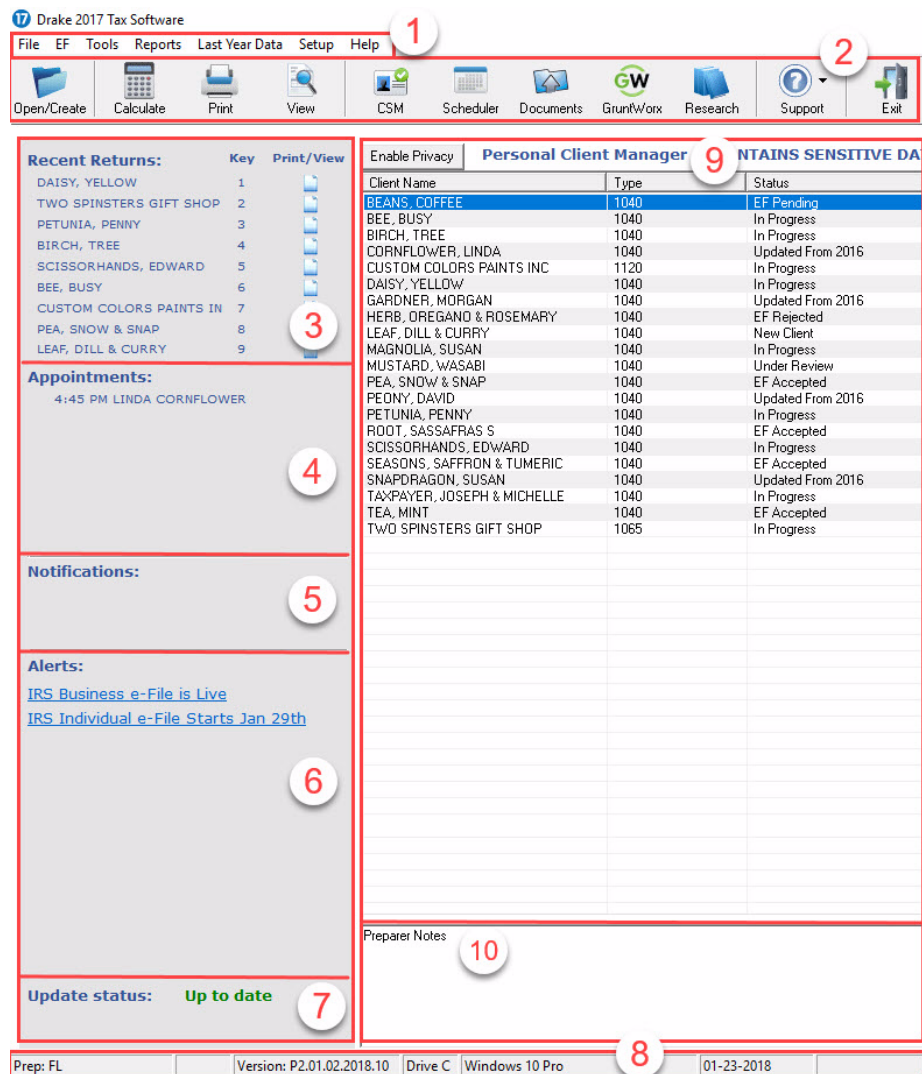 17 Drake 2017 Tax Software
File EF Tools Reports Last Year Data Setup Help
1
2
Open/Create Calculate Print View CSM Scheduler Documents GW GruntWorx Research ? Support Exit
Recent Returns: Key Print/View
DAISY, YELLOW 1
TWO SPINSTERS GIFT SHOP 2
PETUNIA, PENNY 3
BIRCH, TREE 4
SCISSORHANDS, EDWARD 5
BEE, BUSY 6
CUSTOM COLORS PAINTS IN 7
PEA, SNOW & SNAP 8
LEAF, DILL & CURRY 9
3
Appointments:
4:45 PM LINDA CORNFLOWER
4
Notifications:
5
Alerts:
IRS Business e-File is Live
IRS Individual e-File Starts Jan 29th
6
Update status: Up to date
7
Enable Privacy Personal Client Manager NTAINS SENSITIVE DA
9
Client Name Type Status
BEANS, COFFEE 1040 EF Pending
BEE, BUSY 1040 In Progress
BIRCH, TREE 1040 In Progress
CORNFLOWER, LINDA 1040 Updated From 2016
CUSTOM COLORS PAINTS INC 1120 In Progress
DAISY, YELLOW 1040 In Progress
GARDNER, MORGAN 1040 Updated From 2016
HERB, OREGANO & ROSEMARY 1040 EF Rejected
LEAF, DILL & CURRY 1040 New Client
MAGNOLIA, SUSAN 1040 In Progress
MUSTARD, WASABI 1040 Under Review
PEA, SNOW & SNAP 1040 EF Accepted
PEONY, DAVID 1040 Updated From 2016
PETUNIA, PENNY 1040 In Progress
ROOT, SASSAFRAS S 1040 EF Accepted
SCISSORHANDS, EDWARD 1040 In Progress
SEASONS, SAFFRON & TUMERIC 1040 EF Accepted
SNAPDRAGON, SUSAN 1040 Updated From 2016
TAXPAYER, JOSEPH & MICHELLE 1040 In Progress
TEA, MINT 1040 EF Accepted
TWO SPINSTERS GIFT SHOP 1065 In Progress
Preparer Notes
10
8
Prep: FL Version: P2.01.02.2018.10 Drive C Windows 10 Pro 01-23-2018